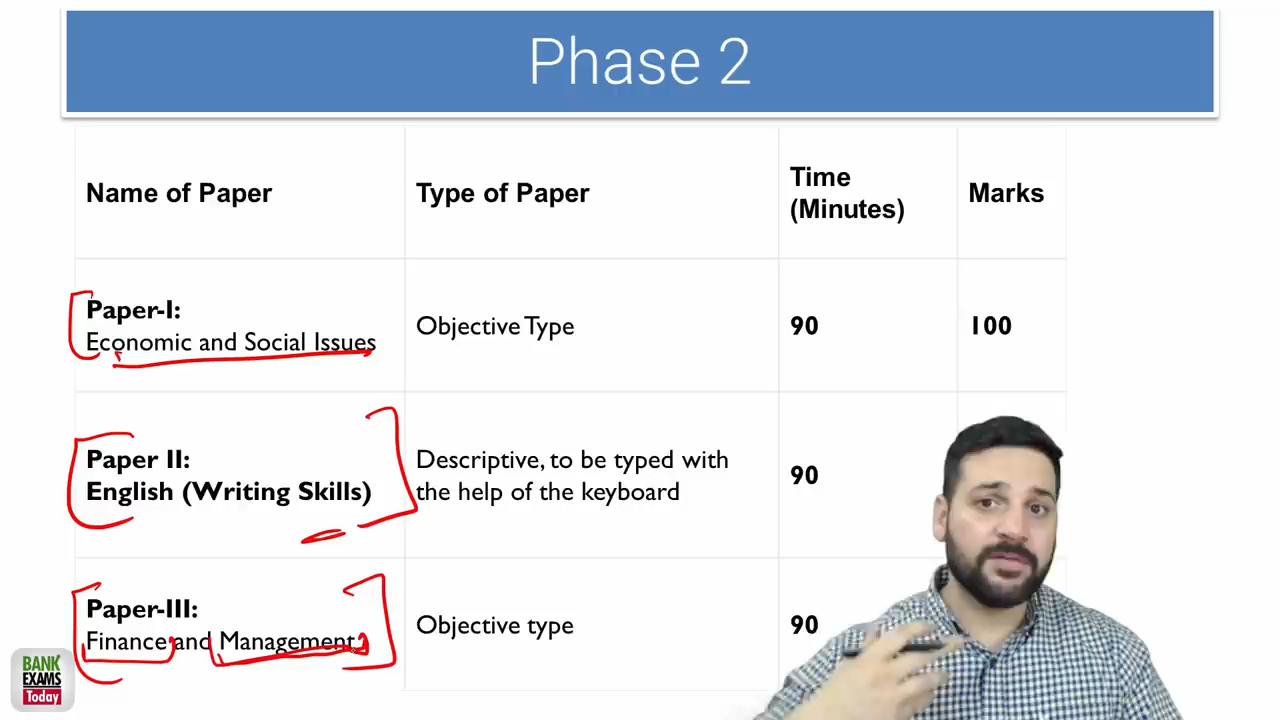 Phase 2
Name of Paper
Type of Paper
Time
(Minutes)
Marks
Paper-I:
Economic and Social Issues
Objective Type
90
100
Paper II:
English (Writing Skills)
Descriptive, to be typed with
the help of the keyboard
90
Paper-III:
Finance and Management
Objective type
90
BANK
EXAMS
Today